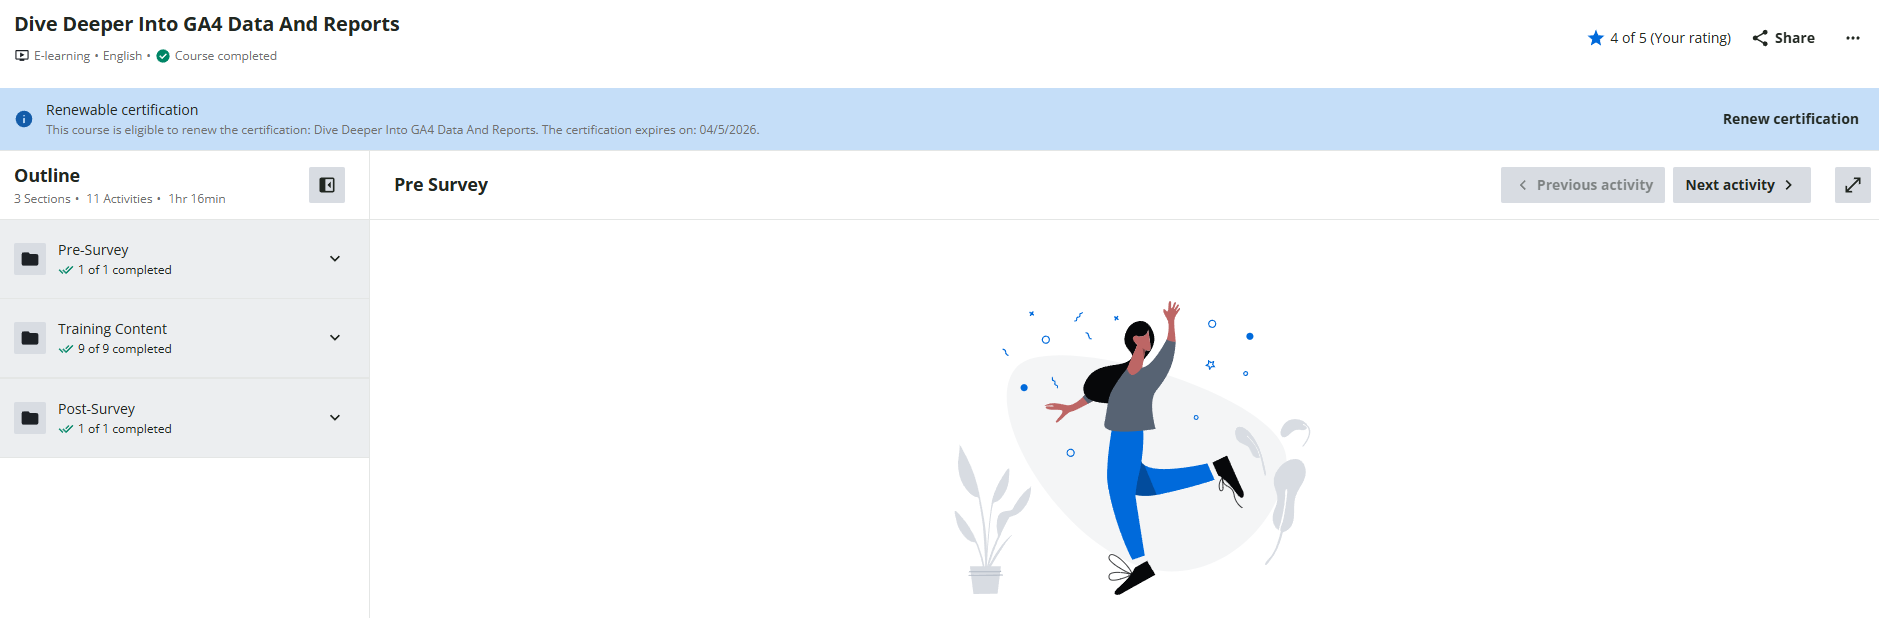 Dive Deeper Into GA4 Data And Reports
E-learning • English • Course completed
4 of 5 (Your rating)
Share
Renewable certification
This course is eligible to renew the certification: Dive Deeper Into GA4 Data And Reports. The certification expires on: 04/5/2026.
Renew certification
Outline
3 Sections • 11 Activities • 1hr 16min
Pre-Survey
1 of 1 completed
Training Content
9 of 9 completed
Post-Survey
1 of 1 completed
Pre Survey
Previous activity
Next activity